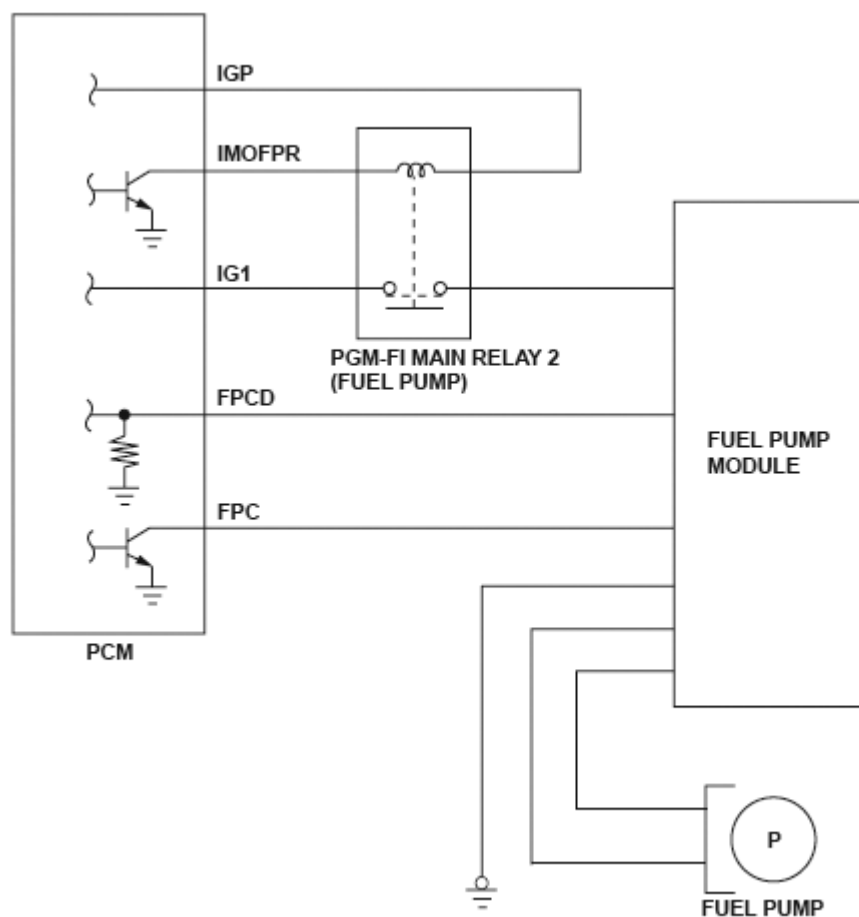 IGP
IMOFPR
IG1
PGM-FI MAIN RELAY 2
(FUEL PUMP)
FPCD
FUEL PUMP
MODULE
FPC
PCM
P
FUEL PUMP